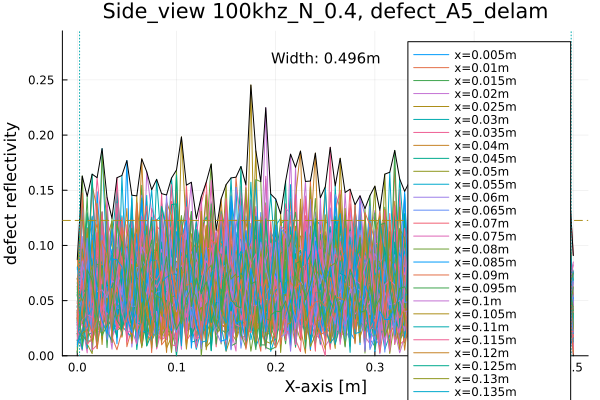 Side_view 100khz_N_0.4, defect_A5_delam
Width: 0.496m
defect reflectivity
0.25
0.20
0.15
0.10
0.05
0.00
0.0
0.1
0.2
0.3
.5
X-axis [m]
x=0.005m
x=0.01m
x=0.015m
x=0.02m
x=0.025m
x=0.03m
x=0.035m
x=0.04m
x=0.045m
x=0.05m
x=0.055m
x=0.06m
x=0.065m
x=0.07m
x=0.075m
x=0.08m
x=0.085m
x=0.09m
x=0.095m
x=0.1m
x=0.105m
x=0.11m
x=0.115m
x=0.12m
x=0.125m
x=0.13m
x=0.135m